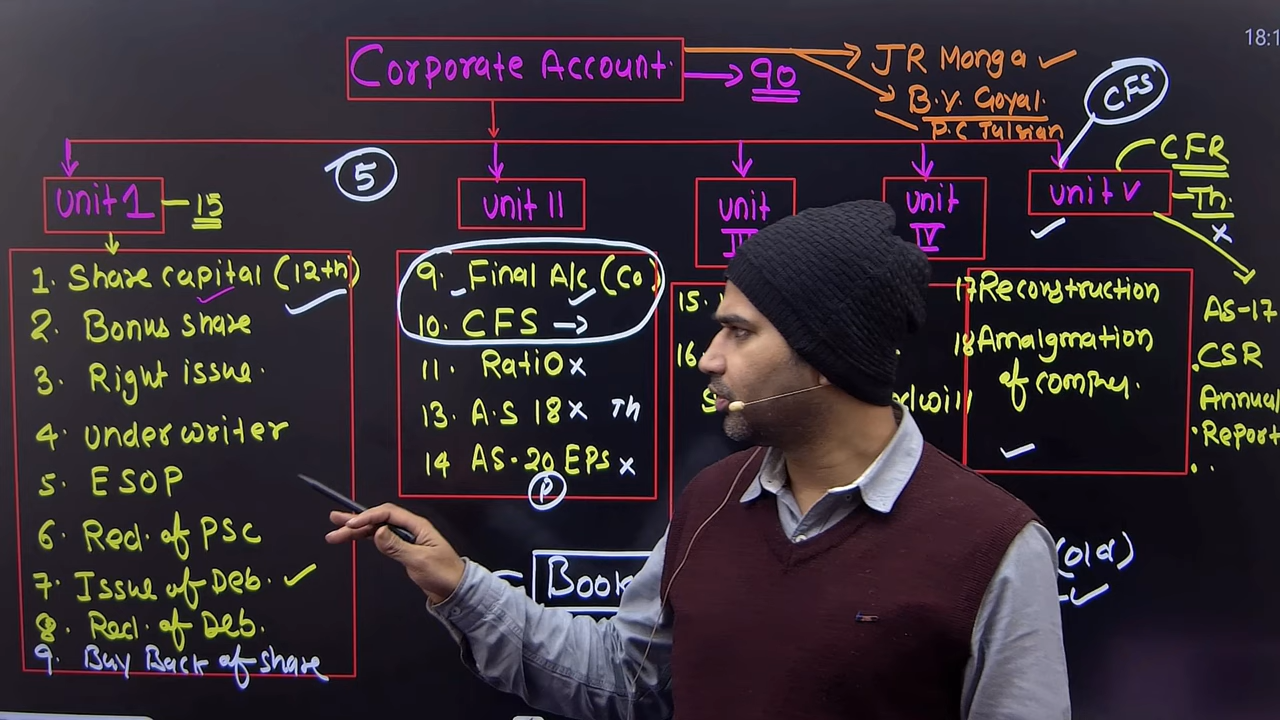 18:1
Corporate Account
90
JR Monga
B.V. Goyal.
P.C Tulsian
CFS
5
CFR
Th.
x
unit 1
15
unit II
unit
III
unit
IV
unit V
1. Share capital (12th)
2. Bonus share
3. Right issue.
4. underwriter
5. ESOP
6. Red. of PSC
7. Issue of Deb.
8. Red. of Deb.
9. Buy Back of share
9. Final A/c (Co.)
10. CFS
11. Ratio x
13. A.S 18 x Th
14 AS-20 EPS x
P
15.
16.
17 Reconstruction
18 Amalgmation
of compney.
AS-17
.CSR
Annual
.Report
Book
(old)